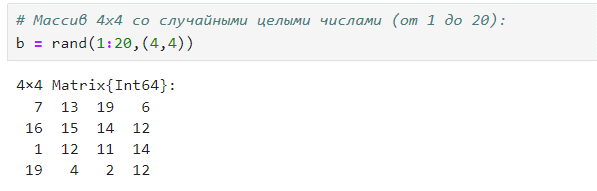 # Массив 4x4 со случайными целыми числами (от 1 до 20):
b = rand(1:20,(4,4))
4×4 Matrix{Int64}:
7 13 19 6
16 15 14 12
1 12 11 14
19 4 2 12